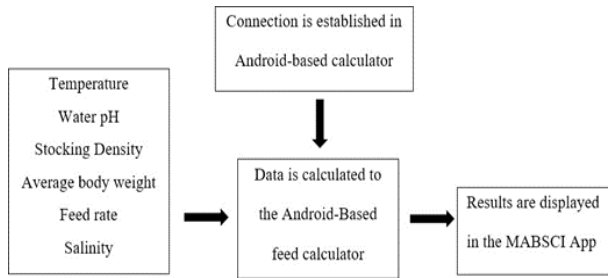 Connection is established in
Android-based calculator
Temperature
Water pH
Stocking Density
Average body weight
Feed rate
Salinity
Data is calculated to
the Android-Based
feed calculator
Results are displayed
in the MABSCI App